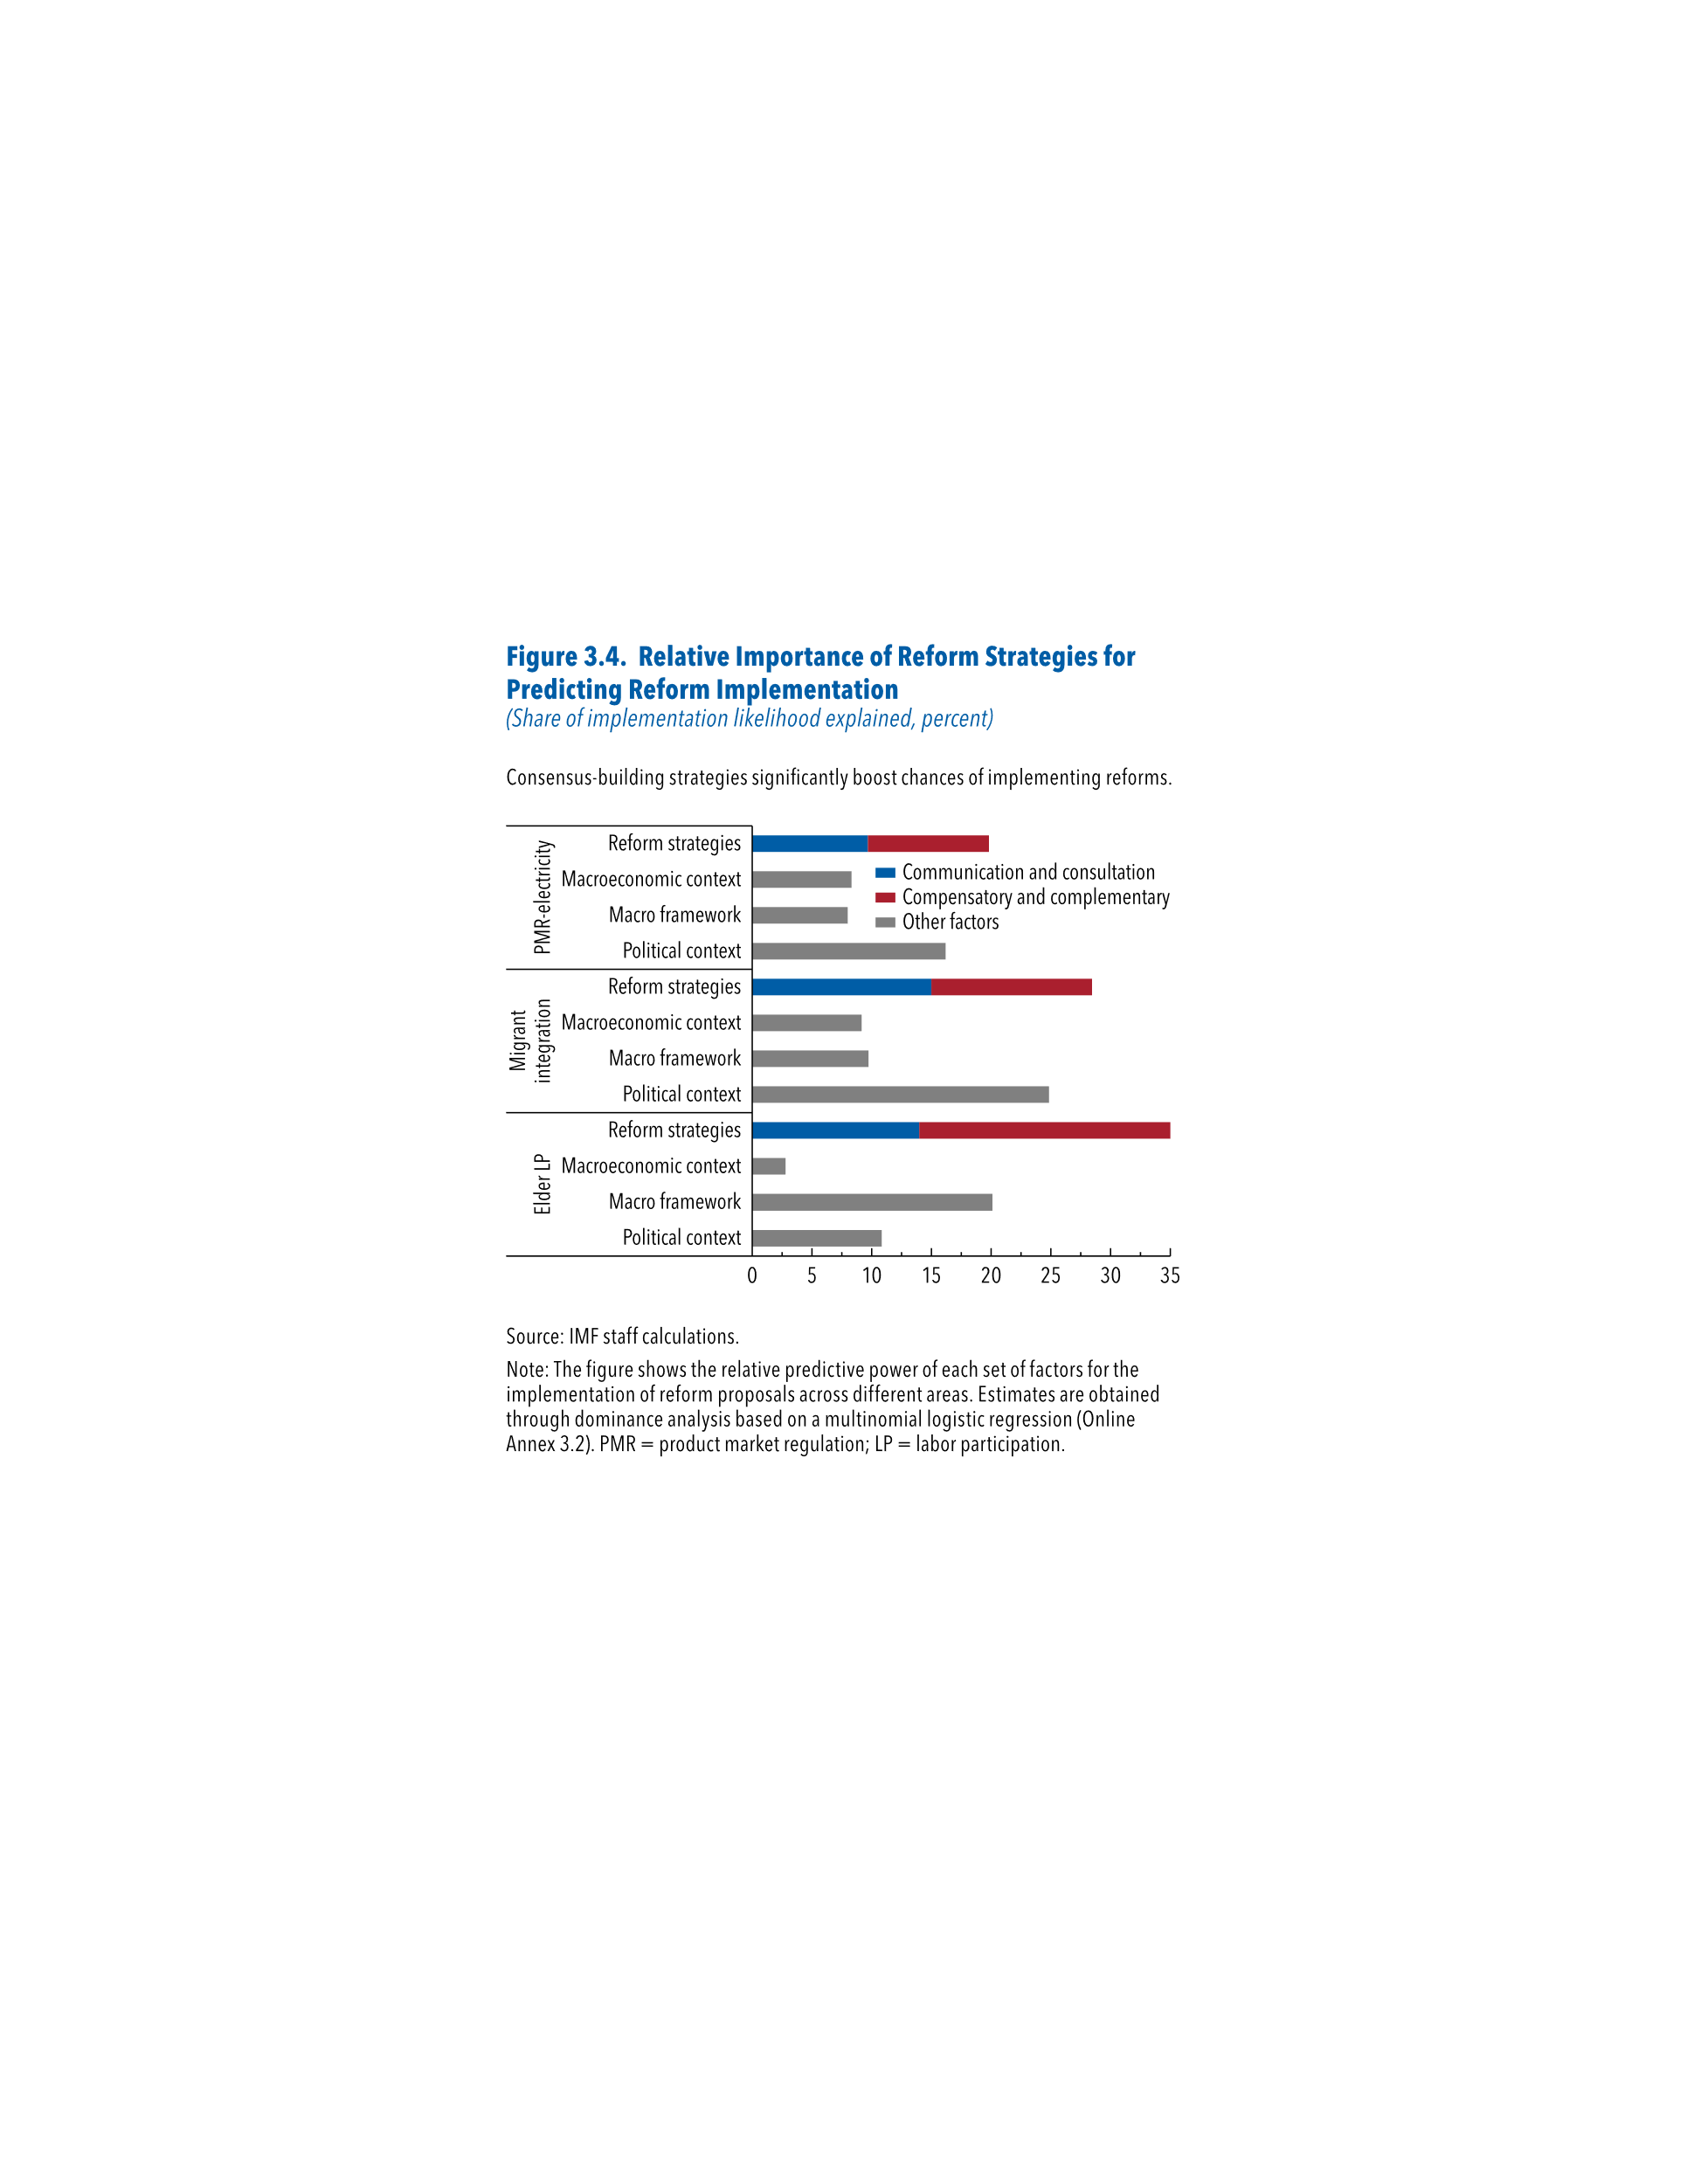 Figure 3.4. Relative Importance of Reform Strategies for
Predicting Reform Implementation
(Share of implementation likelihood explained, percent)
Consensus-building strategies significantly boost chances of implementing reforms.
PMR-electricity
Reform strategies
Macroeconomic context
Macro framework
Political context
Communication and consultation
Compensatory and complementary
Other factors
Migrant
integration
Reform strategies
Macroeconomic context
Macro framework
Political context
Elder LP
Reform strategies
Macroeconomic context
Macro framework
Political context
0 5 10 15 20 25 30 35
Source: IMF staff calculations.
Note: The figure shows the relative predictive power of each set of factors for the
implementation of reform proposals across different areas. Estimates are obtained
through dominance analysis based on a multinomial logistic regression (Online
Annex 3.2). PMR = product market regulation; LP = labor participation.